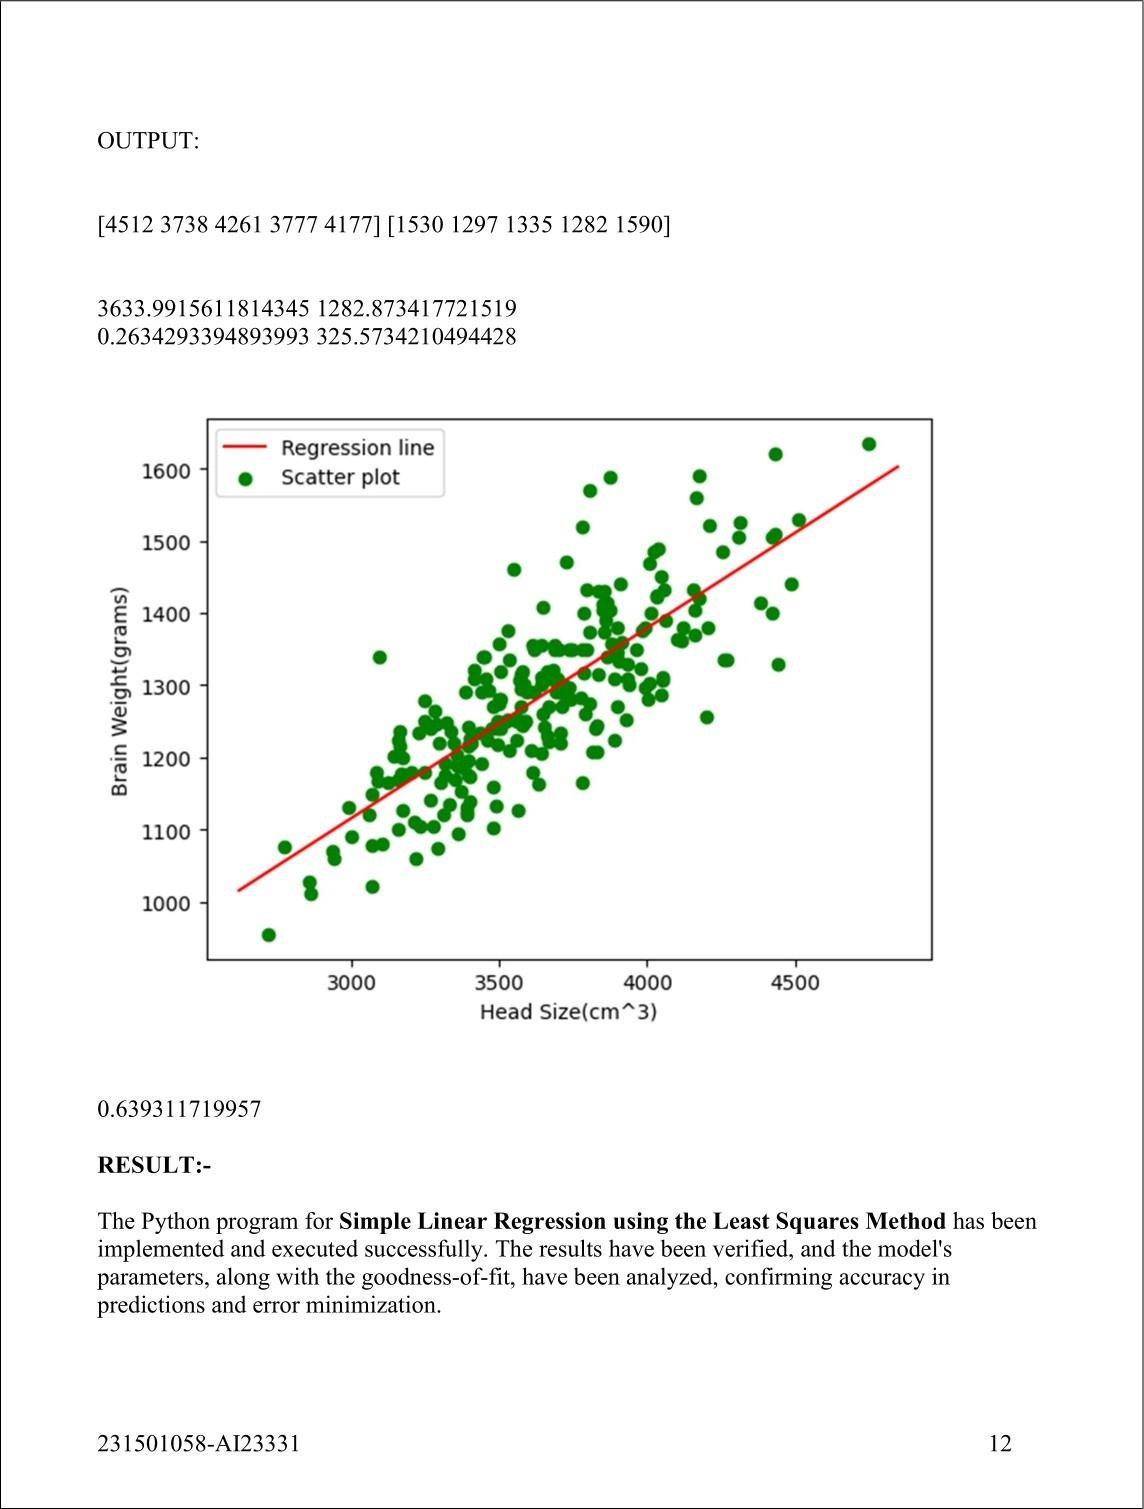 OUTPUT:
[4512 3738 4261 3777 4177] [1530 1297 1335 1282 1590]
3633.9915611814345 1282.873417721519
0.2634293394893993 325.5734210494428
Regression line
Scatter plot
1600
1500
1400
1300
1200
1100
1000
Brain Weight(grams)
3000 3500 4000 4500
Head Size(cm^3)
0.639311719957
RESULT:-
The Python program for Simple Linear Regression using the Least Squares Method has been
implemented and executed successfully. The results have been verified, and the model's
parameters, along with the goodness-of-fit, have been analyzed, confirming accuracy in
predictions and error minimization.
231501058-AI23331 12